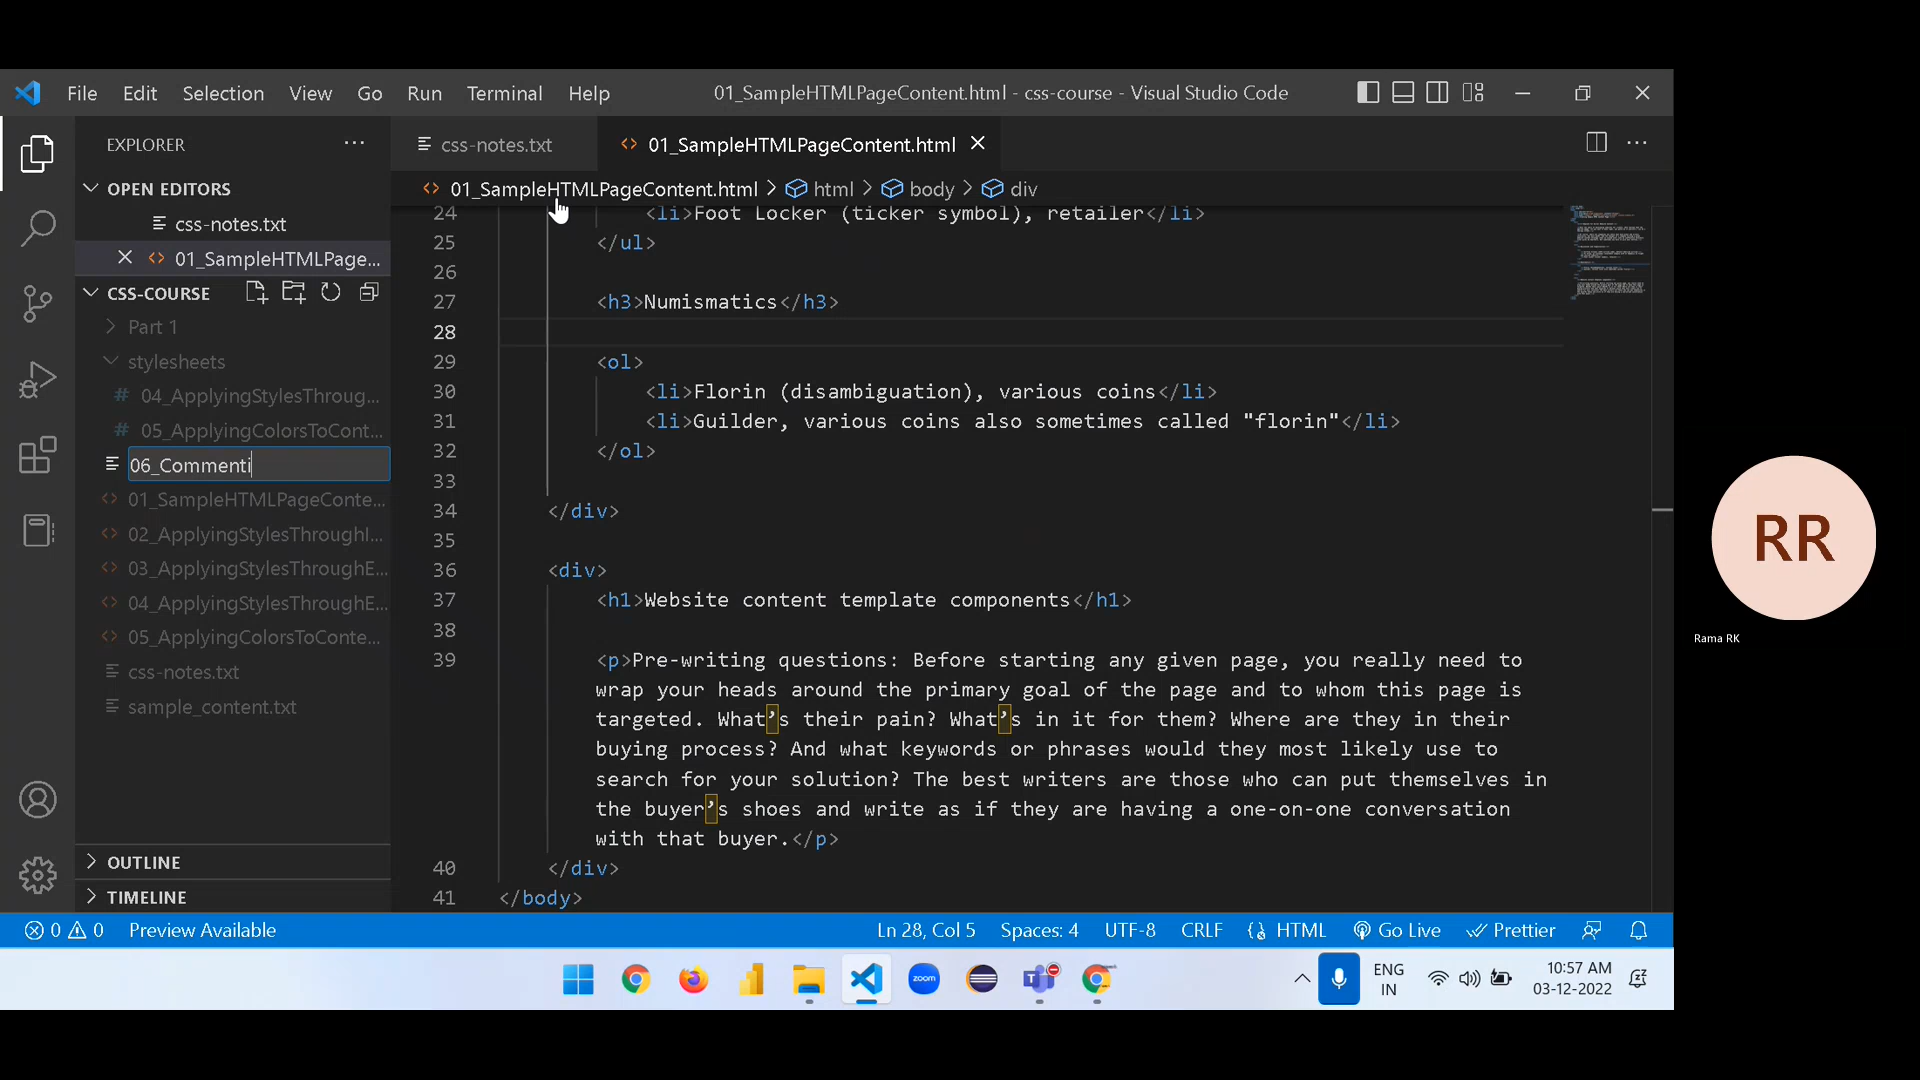 File Edit Selection View Go Run Terminal Help 01_SampleHTMLPageContent.html - css-course - Visual Studio Code
EXPLORER ...
OPEN EDITORS
css-notes.txt
01_SampleHTMLPage...
CSS-COURSE
Part 1
stylesheets
# 04_ApplyingStylesThroug...
# 05_ApplyingColorsToCont...
06_Commenti
01_SampleHTMLPageConte...
02_ApplyingStylesThroughI...
03_ApplyingStylesThroughE...
04_ApplyingStylesThroughE...
05_ApplyingColorsToConte...
css-notes.txt
sample_content.txt
OUTLINE
TIMELINE
css-notes.txt 01_SampleHTMLPageContent.html
01_SampleHTMLPageContent.html > html > body > div
24 <li>Foot Locker (ticker symbol), retailer</li>
25 </ul>
26
27 <h3>Numismatics</h3>
28
29 <ol>
30 <li>Florin (disambiguation), various coins</li>
31 <li>Guilder, various coins also sometimes called "florin"</li>
32 </ol>
33
34 </div>
35
36 <div>
37 <h1>Website content template components</h1>
38
39 <p>Pre-writing questions: Before starting any given page, you really need to
wrap your heads around the primary goal of the page and to whom this page is
targeted. What’s their pain? What’s in it for them? Where are they in their
buying process? And what keywords or phrases would they most likely use to
search for your solution? The best writers are those who can put themselves in
the buyer’s shoes and write as if they are having a one-on-one conversation
with that buyer.</p>
40 </div>
41 </body>
0 0 Preview Available Ln 28, Col 5 Spaces: 4 UTF-8 CRLF HTML Go Live Prettier
zoom
ENG
IN
10:57 AM
03-12-2022
RR
Rama RK